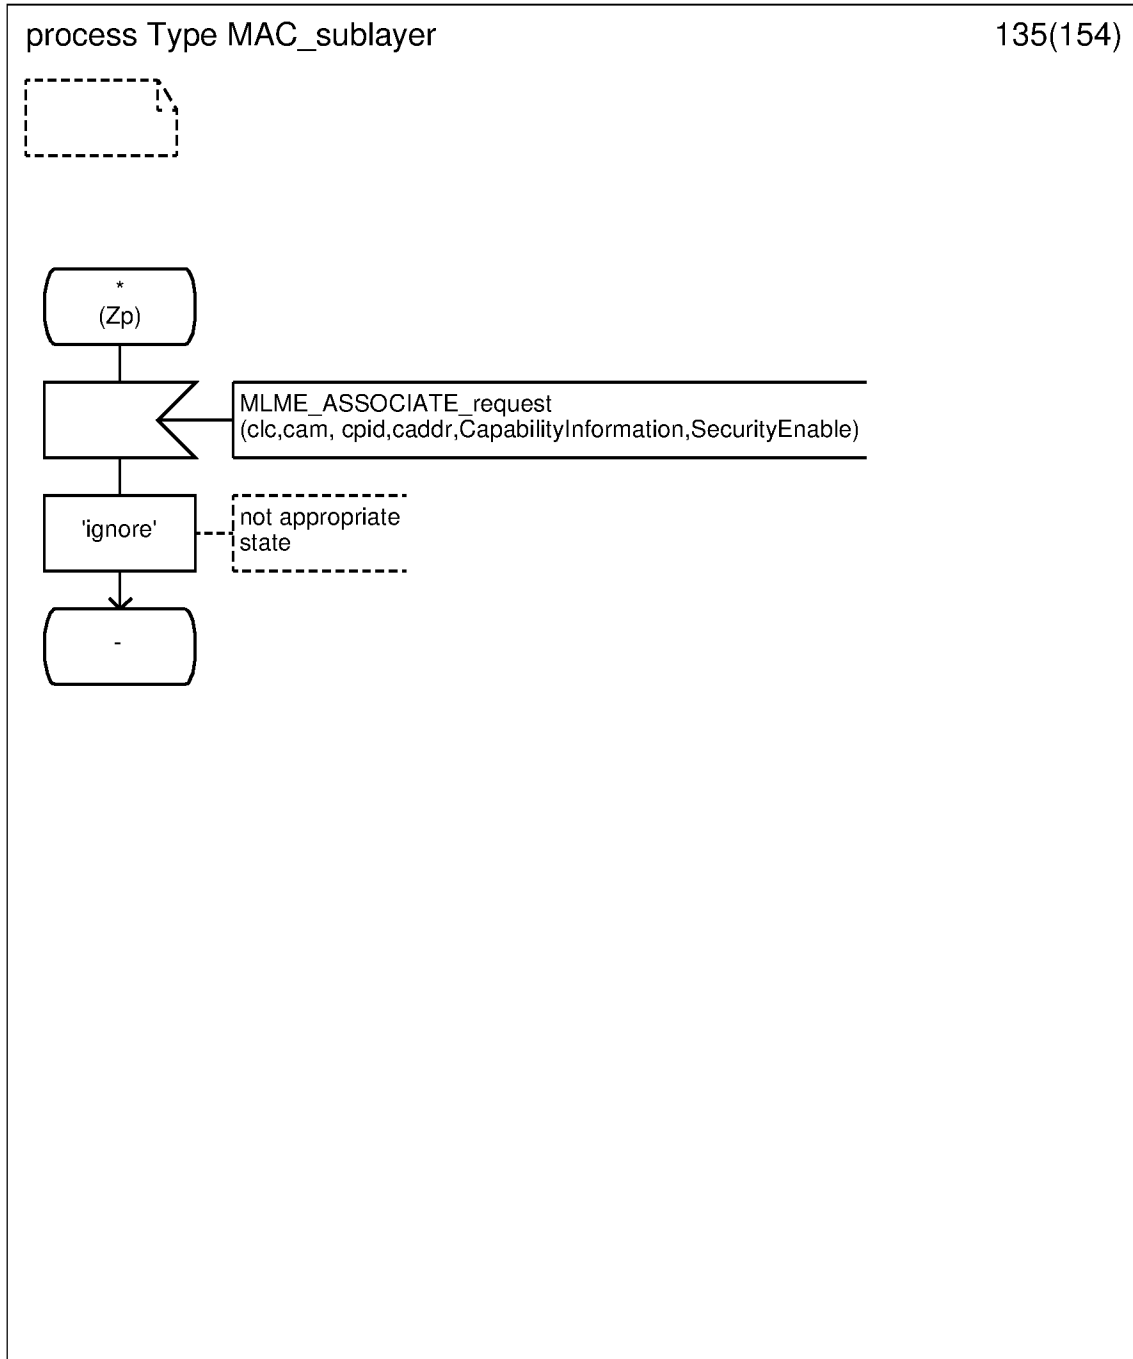 process Type MAC_sublayer
135(154)
*
(Zp)
MLME_ASSOCIATE_request
(clc,cam, cpid,caddr,CapabilityInformation,SecurityEnable)
'ignore'
not appropriate
state
-